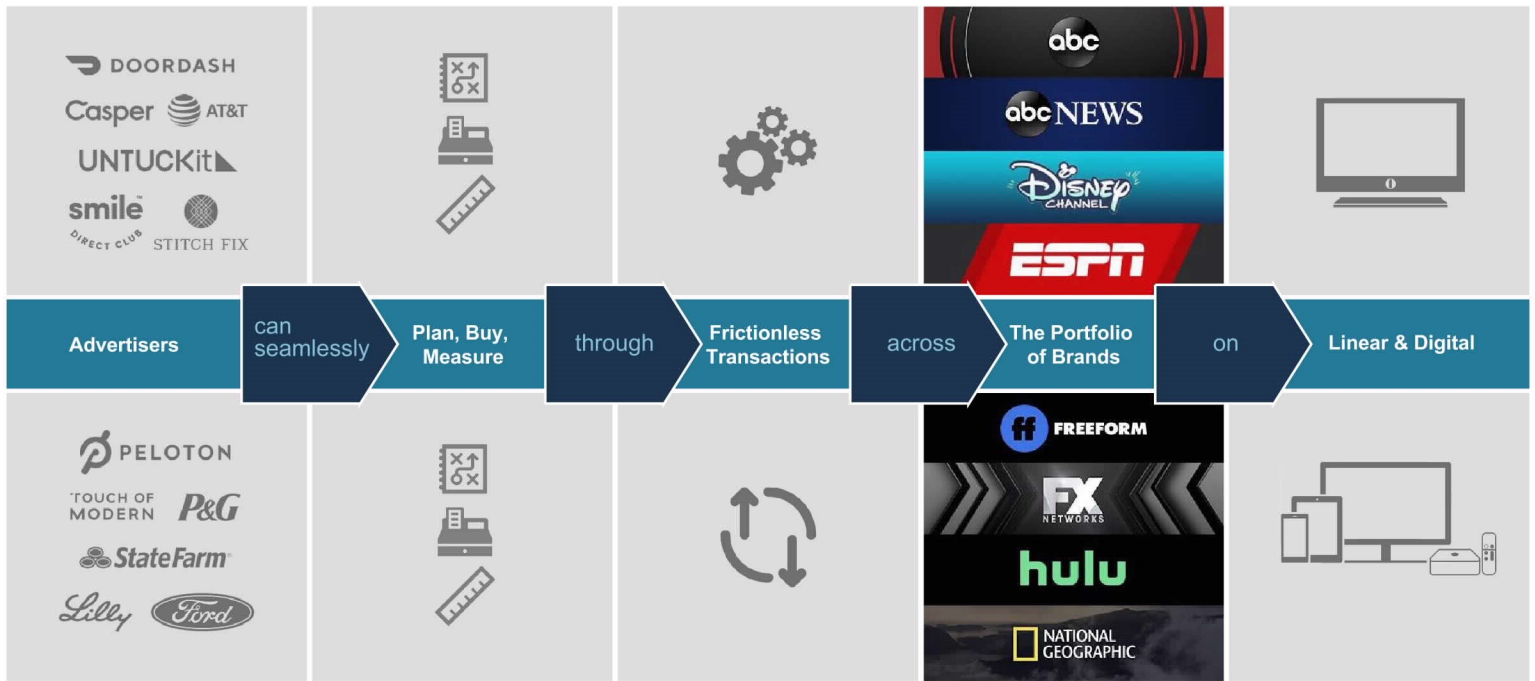 DOORDASH
Casper AT&T
UNTUCKit
smile™
DIRECT CLUB
STITCH FIX
abc
abc NEWS
DISNEY
CHANNEL
ESPN
Advertisers
can
seamlessly
Plan, Buy,
Measure
through
Frictionless
Transactions
across
The Portfolio
of Brands
on
Linear & Digital
PELOTON
TOUCH OF
MODERN
P&G
StateFarm®
Lilly Ford
ff FREEFORM
FX
NETWORKS
hulu
NATIONAL
GEOGRAPHIC